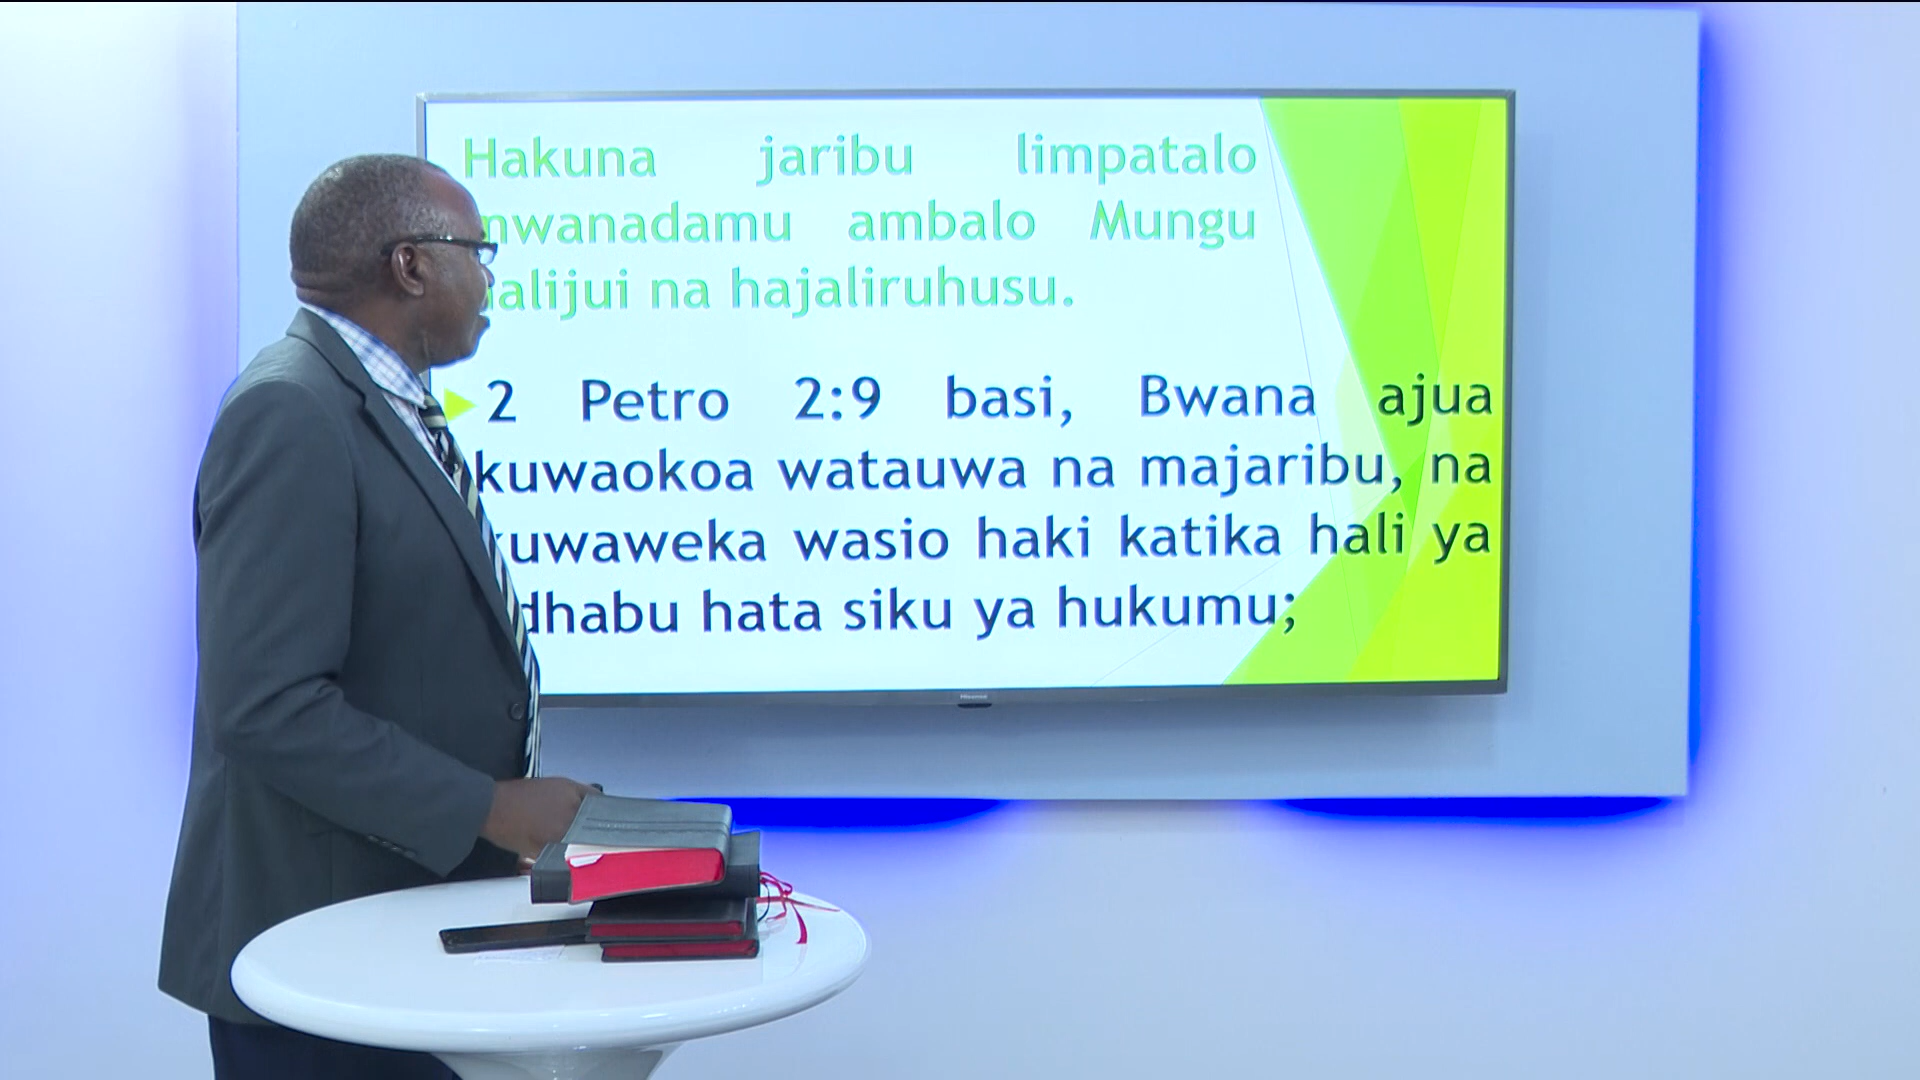 Hakuna jaribu limpatalo
mwanadamu ambalo Mungu
halijui na hajaliruhusu.
2 Petro 2:9 basi, Bwana ajua
kuwaokoa watauwa na majaribu, na
kuwaweka wasio haki katika hali ya
adhabu hata siku ya hukumu;
Hisense